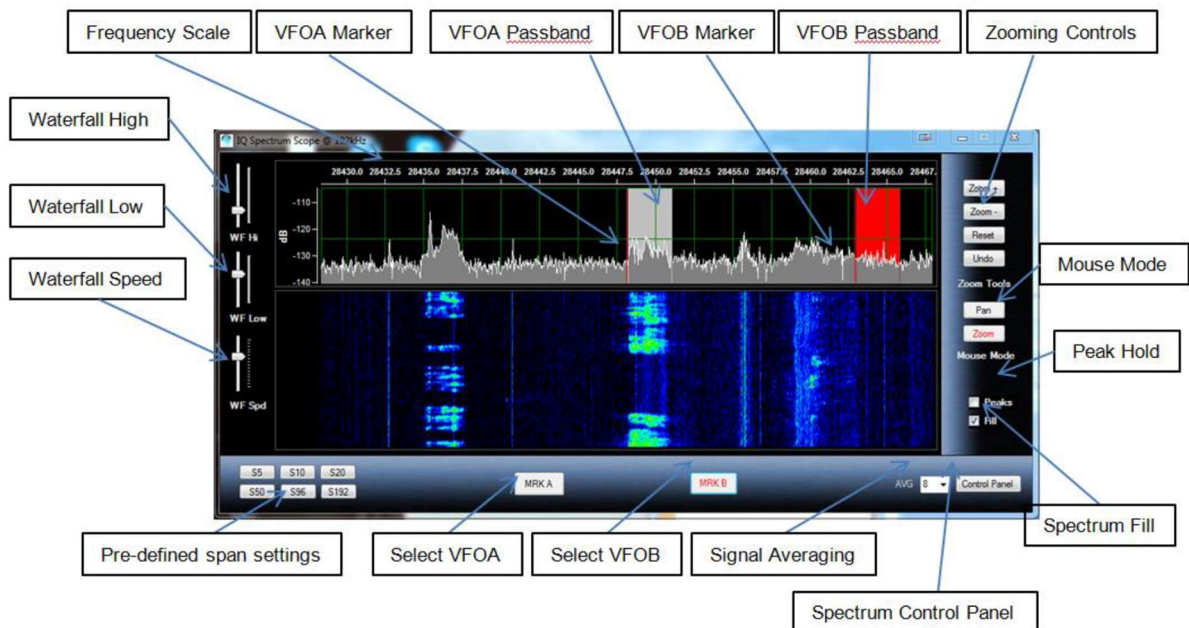 Frequency Scale
VFOA Marker
VFOA Passband
VFOB Marker
VFOB Passband
Zooming Controls
Waterfall High
Waterfall Low
Waterfall Speed
IQ Spectrum Scope @ 192kHz
28430.0 28432.5 28435.0 28437.5 28440.0 28442.5 28445.0 28447.5 28450.0 28452.5 28455.0 28457.5 28460.0 28462.5 28465.0 28467.
-110
-120
-130
-140
dB
WF Hi
WF Low
WF Spd
Zoom +
Zoom -
Reset
Undo
Zoom Tools
Pan
Zoom
Mouse Mode
Peaks
Fill
Mouse Mode
Peak Hold
Spectrum Fill
S5 S10 S20
S50 S96 S192
MRK A
MRK B
AVG 8 Control Panel
Pre-defined span settings
Select VFOA
Select VFOB
Signal Averaging
Spectrum Control Panel